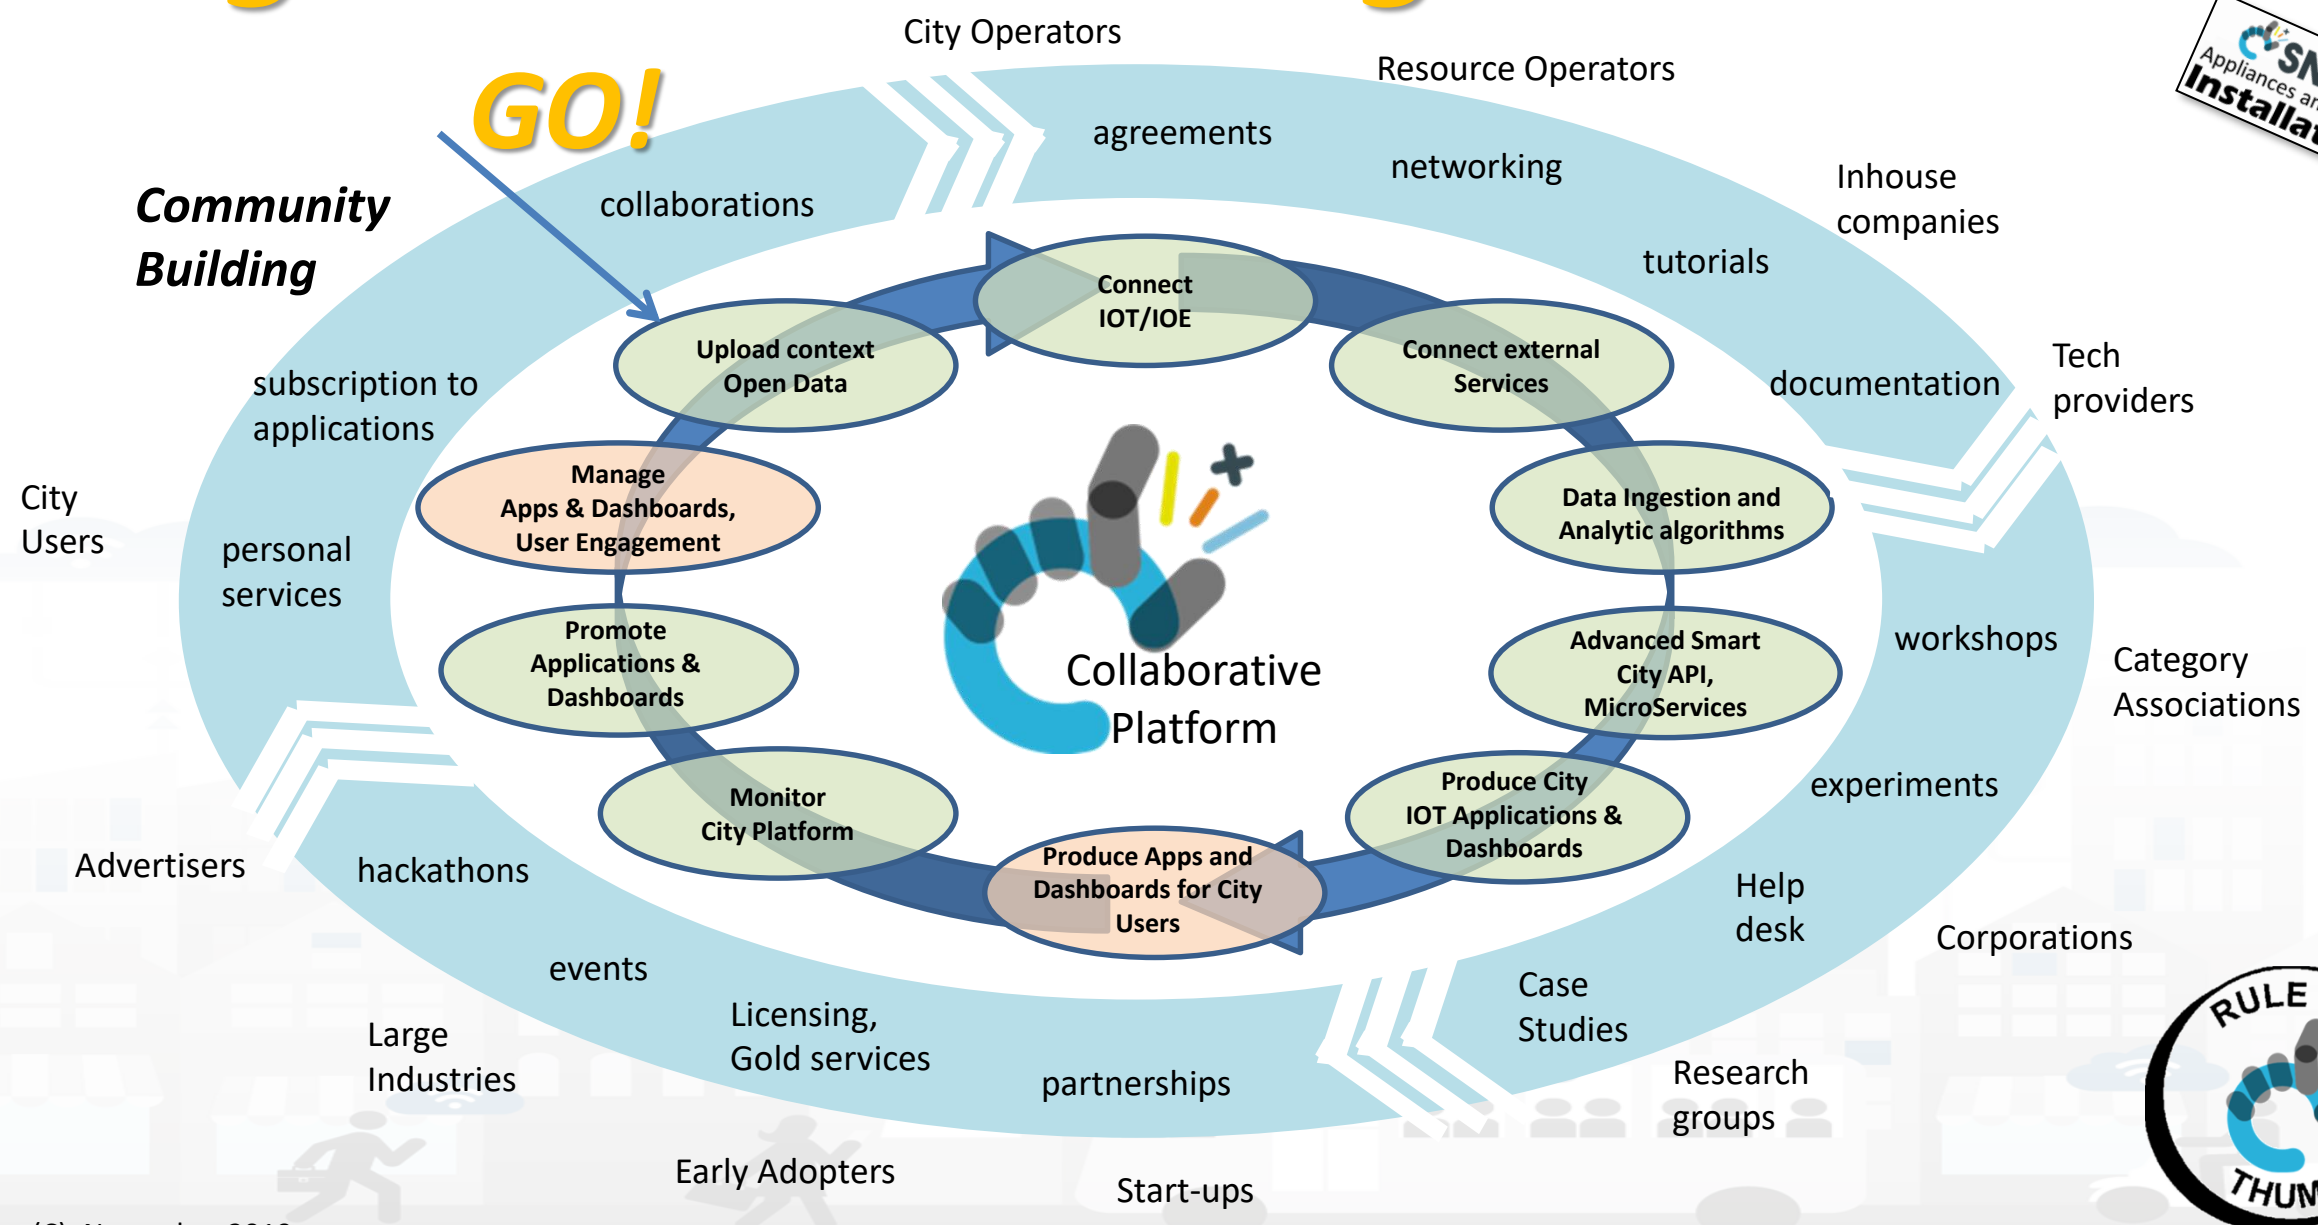 City Operators
Resource Operators
GO!
agreements
networking
Inhouse
companies
Community
Building
collaborations
tutorials
Connect
IOT/IOE
Upload context
Open Data
Connect external
Services
Tech
providers
documentation
subscription to
applications
Manage
Apps & Dashboards,
User Engagement
Data Ingestion and
Analytic algorithms
City
Users
personal
services
Promote
Applications &
Dashboards
Collaborative
Platform
Advanced Smart
City API,
MicroServices
workshops
Category
Associations
Monitor
City Platform
Produce City
IOT Applications &
Dashboards
experiments
Advertisers
hackathons
Produce Apps and
Dashboards for City
Users
Help
desk
Corporations
events
Case
Studies
Large
Industries
Licensing,
Gold services
partnerships
Research
groups
Early Adopters
Start-ups
Appliances
RULE